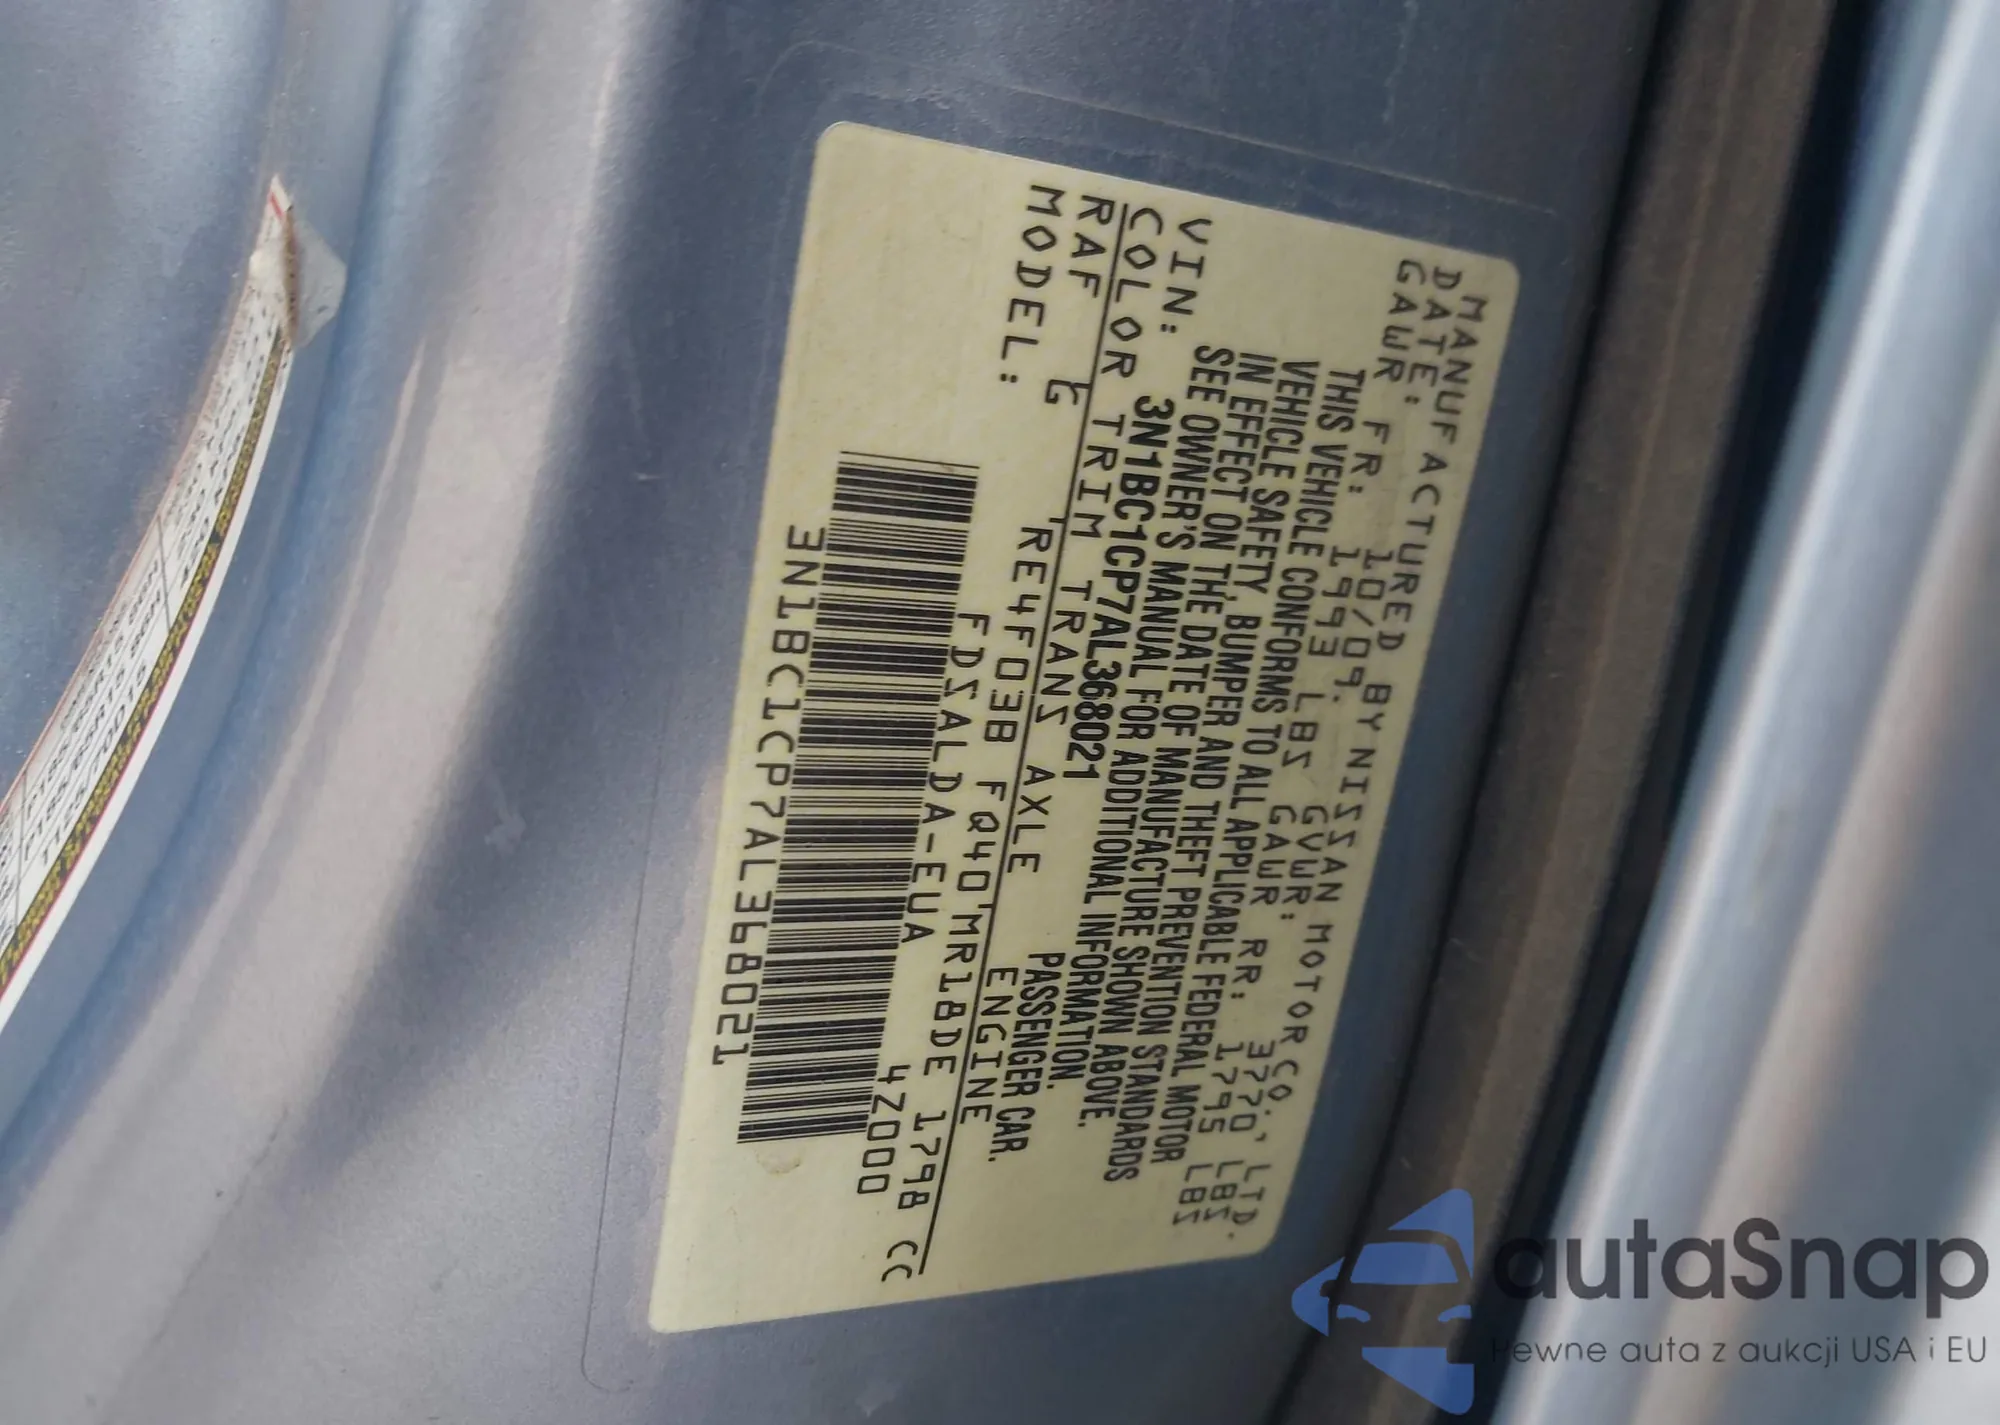 MANUFACTURED BY NISSAN MOTOR CO., LTD.
DATE: 10/09. GVWR: 3770 LBS.
GAWR FR: 1993 LBS GAWR RR: 1795 LBS
THIS VEHICLE CONFORMS TO ALL APPLICABLE FEDERAL MOTOR
VEHICLE SAFETY, BUMPER AND THEFT PREVENTION STANDARDS
IN EFFECT ON THE DATE OF MANUFACTURE SHOWN ABOVE.
SEE OWNER'S MANUAL FOR ADDITIONAL INFORMATION.
VIN: 3N1BC1CP7AL368021 PASSENGER CAR.
COLOR TRIM TRANS AXLE ENGINE
RAF G RE4F03B FQ40 MR18DE 1798 CC
MODEL: FDSALDA-EUA 4Z000
3N1BC1CP7AL368021
autaSnap
Pewne auta z aukcji USA i EU